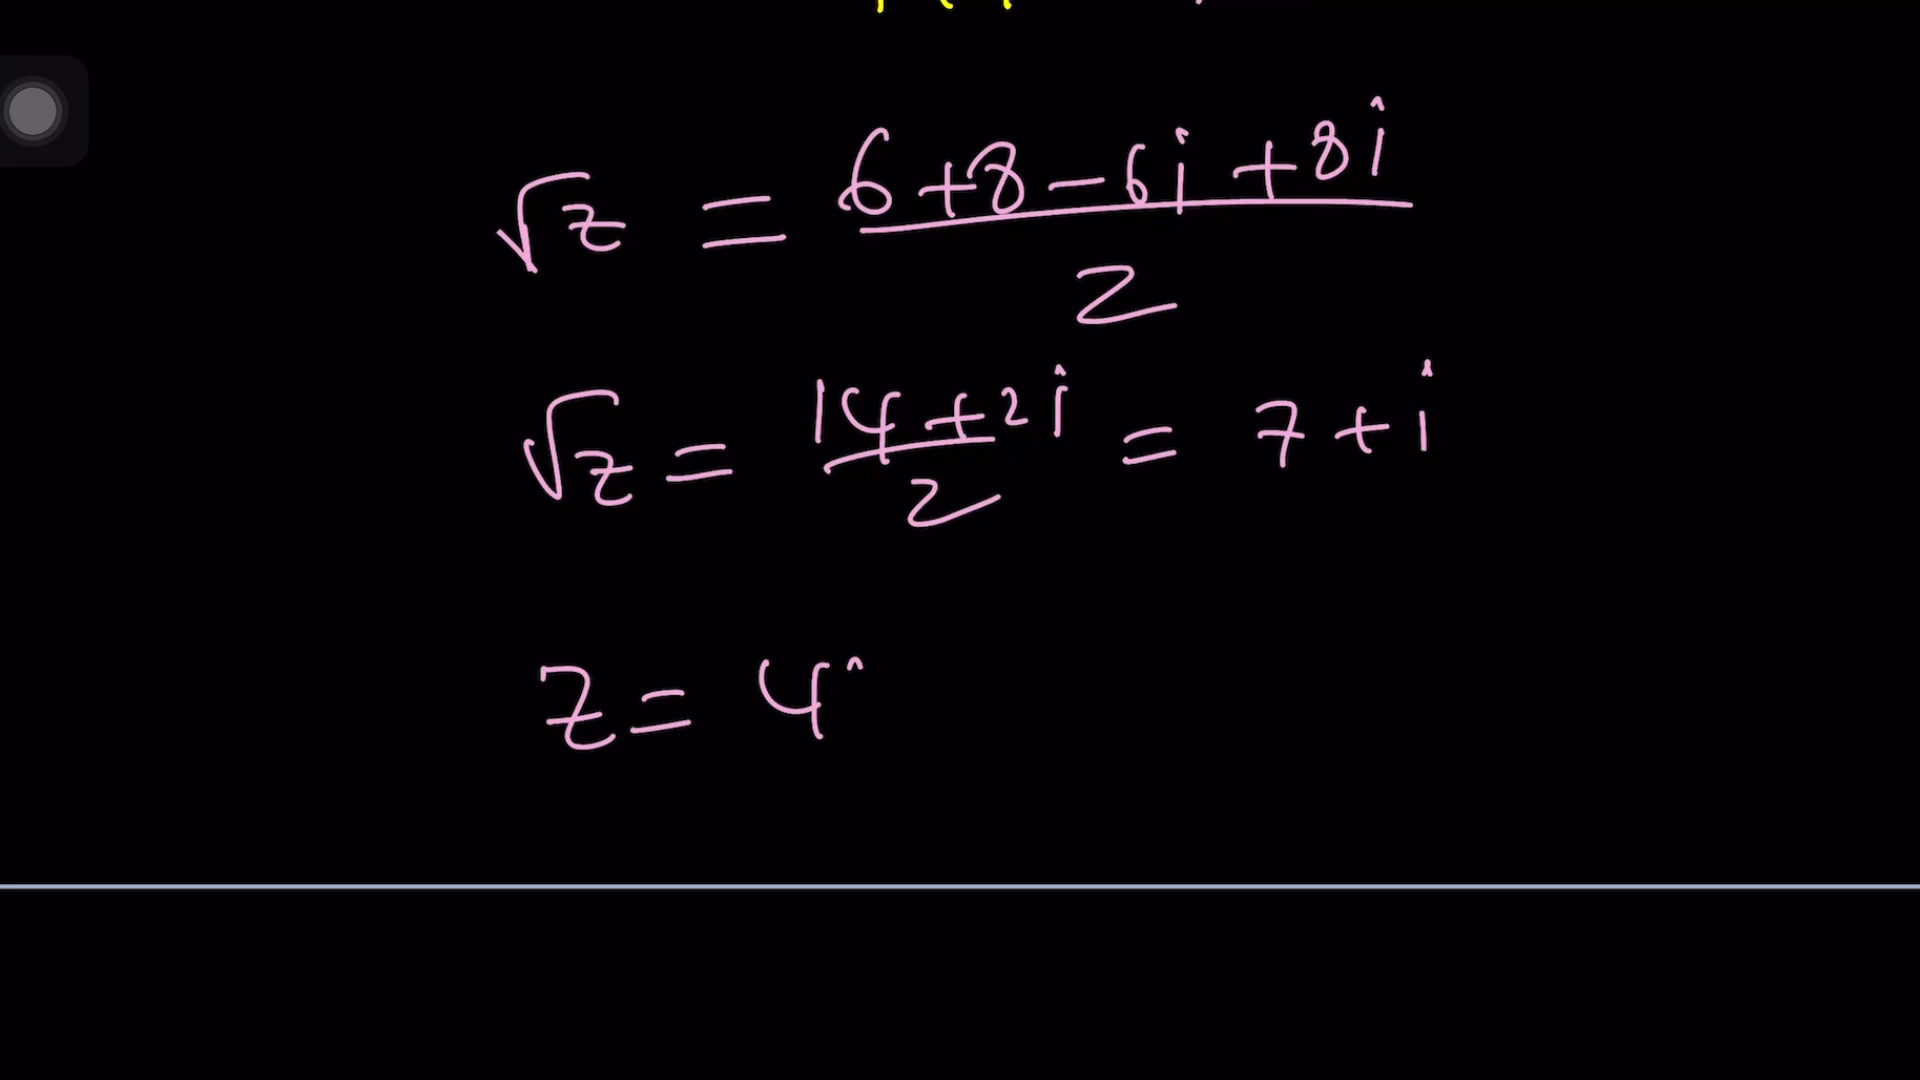 √z = (6+8-6i+8i)/2
√z = (14+2i)/2 = 7+i
z = 4